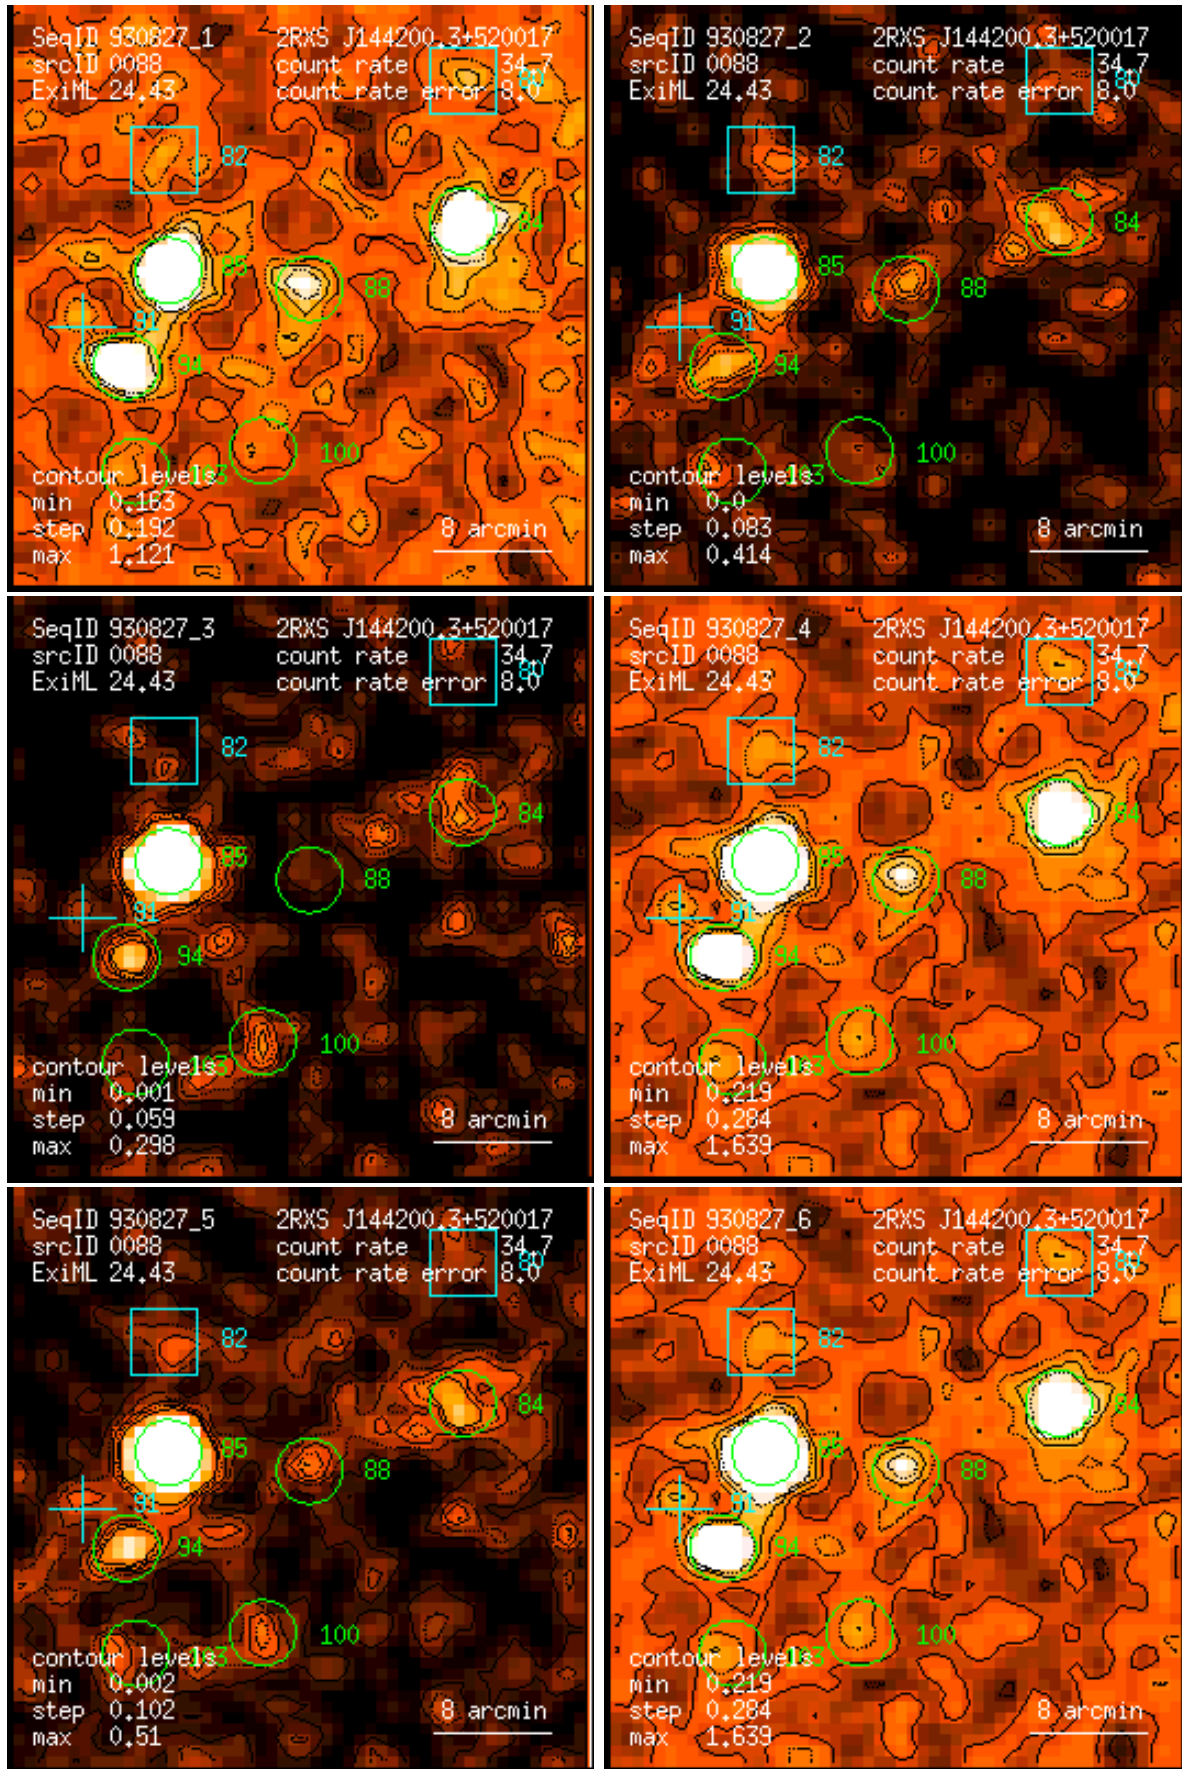 SeqID 930827_1 2RXS J144200.3+520017
srcID 0088 count rate 34.7
ExiML 24.43 count rate error 8.0
80
82
84
85
88
91
94
100
contour levels
min 0.163
step 0.192 8 arcmin
max 1.121
SeqID 930827_2 2RXS J144200.3+520017
srcID 0088 count rate 34.7
ExiML 24.43 count rate error 8.0
80
82
84
85
88
91
94
100
contour levels
min 0.0
step 0.083 8 arcmin
max 0.414
SeqID 930827_3 2RXS J144200.3+520017
srcID 0088 count rate 34.7
ExiML 24.43 count rate error 8.0
80
82
84
85
88
91
94
100
contour levels
min 0.001
step 0.059 8 arcmin
max 0.298
SeqID 930827_4 2RXS J144200.3+520017
srcID 0088 count rate 34.7
ExiML 24.43 count rate error 8.0
80
82
84
85
88
91
94
100
contour levels
min 0.219
step 0.284 8 arcmin
max 1.639
SeqID 930827_5 2RXS J144200.3+520017
srcID 0088 count rate 34.7
ExiML 24.43 count rate error 8.0
80
82
84
85
88
91
94
100
contour levels
min 0.002
step 0.102 8 arcmin
max 0.51
SeqID 930827_6 2RXS J144200.3+520017
srcID 0088 count rate 34.7
ExiML 24.43 count rate error 8.0
80
82
84
85
88
91
94
100
contour levels
min 0.219
step 0.284 8 arcmin
max 1.639